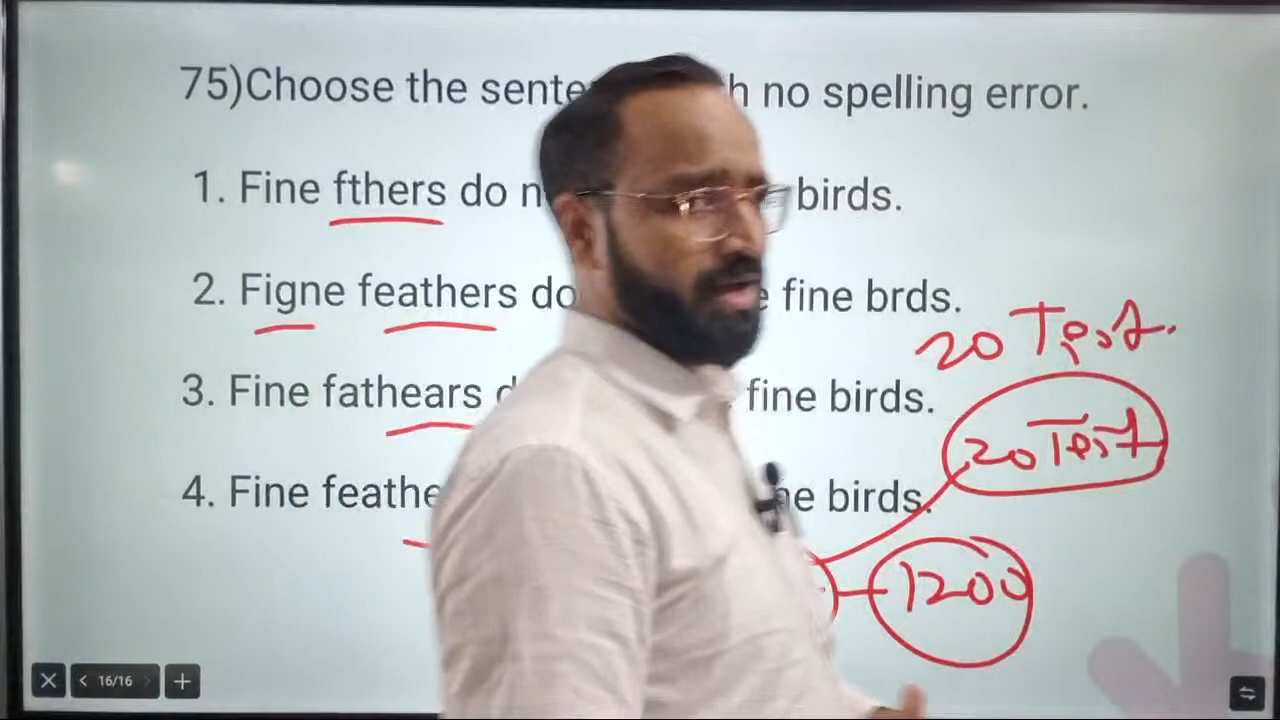 75)Choose the sente h no spelling error.
1. Fine fthers do n birds.
2. Figne feathers do fine brds.
20 Test.
3. Fine fathears d fine birds.
20 Test
4. Fine feathe e birds.
1200
16/16